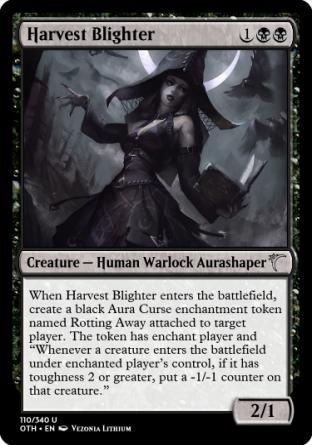 Harvest Blighter 1
Creature — Human Warlock Aurashaper
When Harvest Blighter enters the battlefield,
create a black Aura Curse enchantment token
named Rotting Away attached to target
player. The token has enchant player and
“Whenever a creature enters the battlefield
under enchanted player’s control, if it has
toughness 2 or greater, put a -1/-1 counter on
that creature.”
2/1
110/340 U
OTH • EN Vezonia Lithium